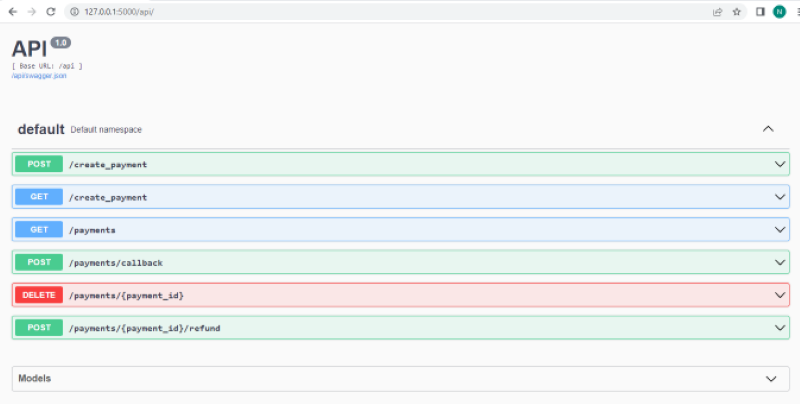 127.0.0.1:5000/api/
N
API 1.0
[ Base URL: /api ]
/api/swagger.json
default Default namespace
POST /create_payment
GET /create_payment
GET /payments
POST /payments/callback
DELETE /payments/{payment_id}
POST /payments/{payment_id}/refund
Models